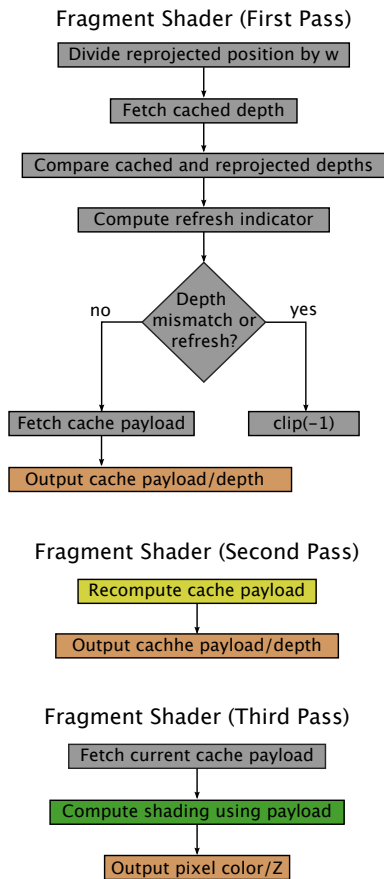 Fragment Shader (First Pass)
Divide reprojected position by w
Fetch cached depth
Compare cached and reprojected depths
Compute refresh indicator
Depth
mismatch or
refresh?
no
yes
Fetch cache payload
clip(-1)
Output cache payload/depth
Fragment Shader (Second Pass)
Recompute cache payload
Output cachhe payload/depth
Fragment Shader (Third Pass)
Fetch current cache payload
Compute shading using payload
Output pixel color/Z